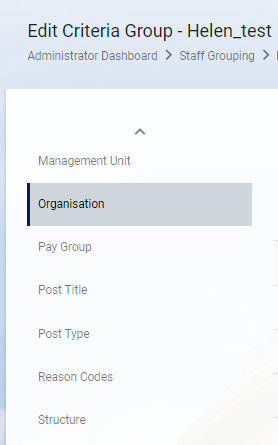 Edit Criteria Group - Helen_test
Administrator Dashboard > Staff Grouping >
Management Unit
Organisation
Pay Group
Post Title
Post Type
Reason Codes
Structure